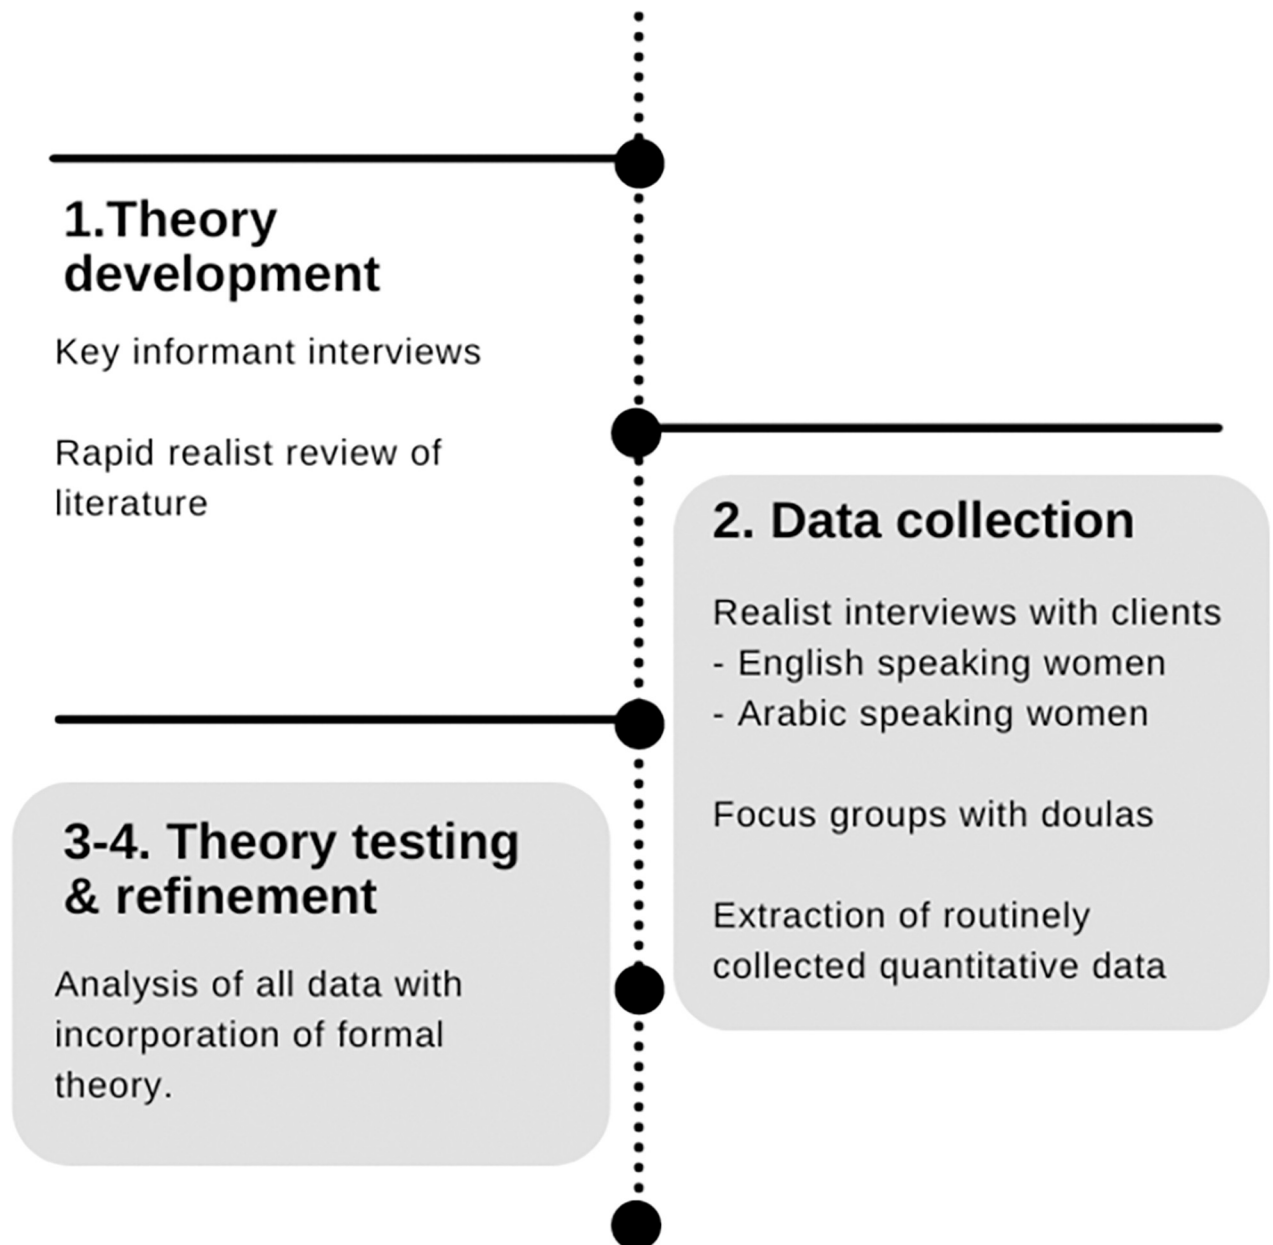 1.Theory
development
Key informant interviews
Rapid realist review of
literature
2. Data collection
Realist interviews with clients
- English speaking women
- Arabic speaking women
Focus groups with doulas
Extraction of routinely
collected quantitative data
3-4. Theory testing
& refinement
Analysis of all data with
incorporation of formal
theory.